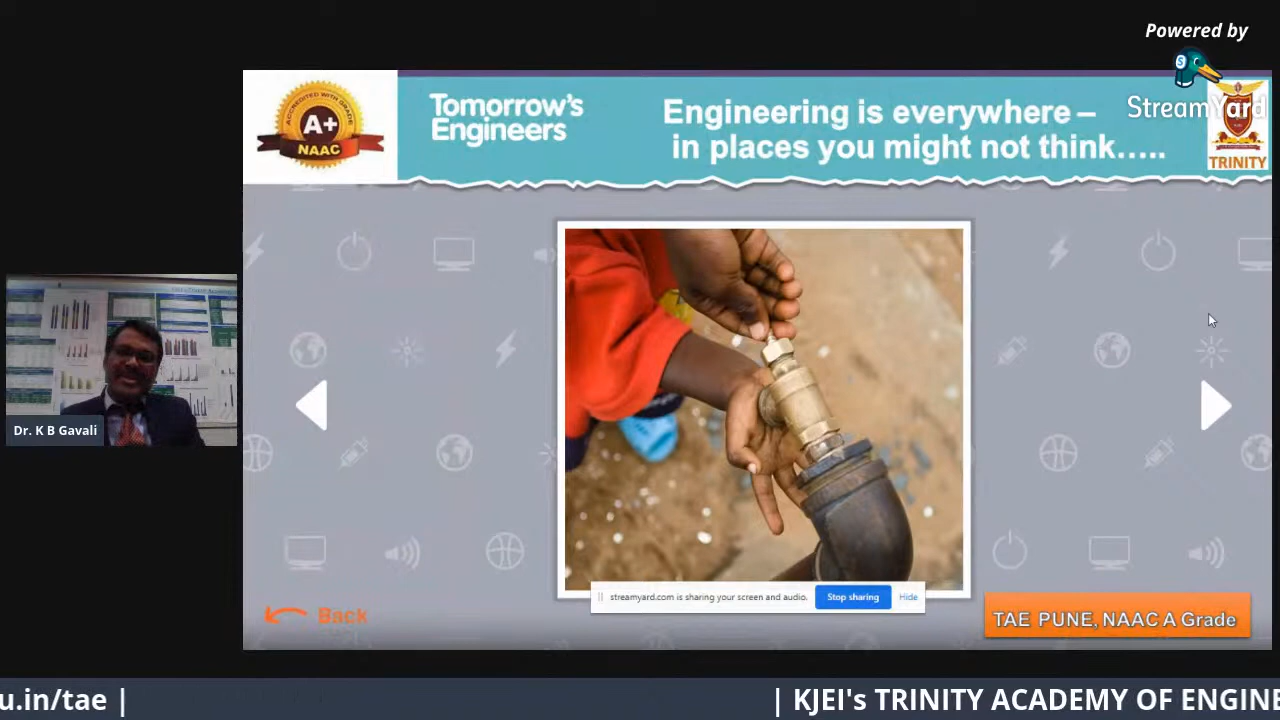 Powered by
StreamYard
ACCREDITED WITH GRADE
A+
NAAC
Tomorrow's
Engineers
Engineering is everywhere –
in places you might not think.....
TRINITY
Dr. K B Gavali
streamyard.com is sharing your screen and audio.
Stop sharing
Hide
Back
TAE PUNE, NAAC A Grade
u.in/tae |
| KJEI's TRINITY ACADEMY OF ENGINE